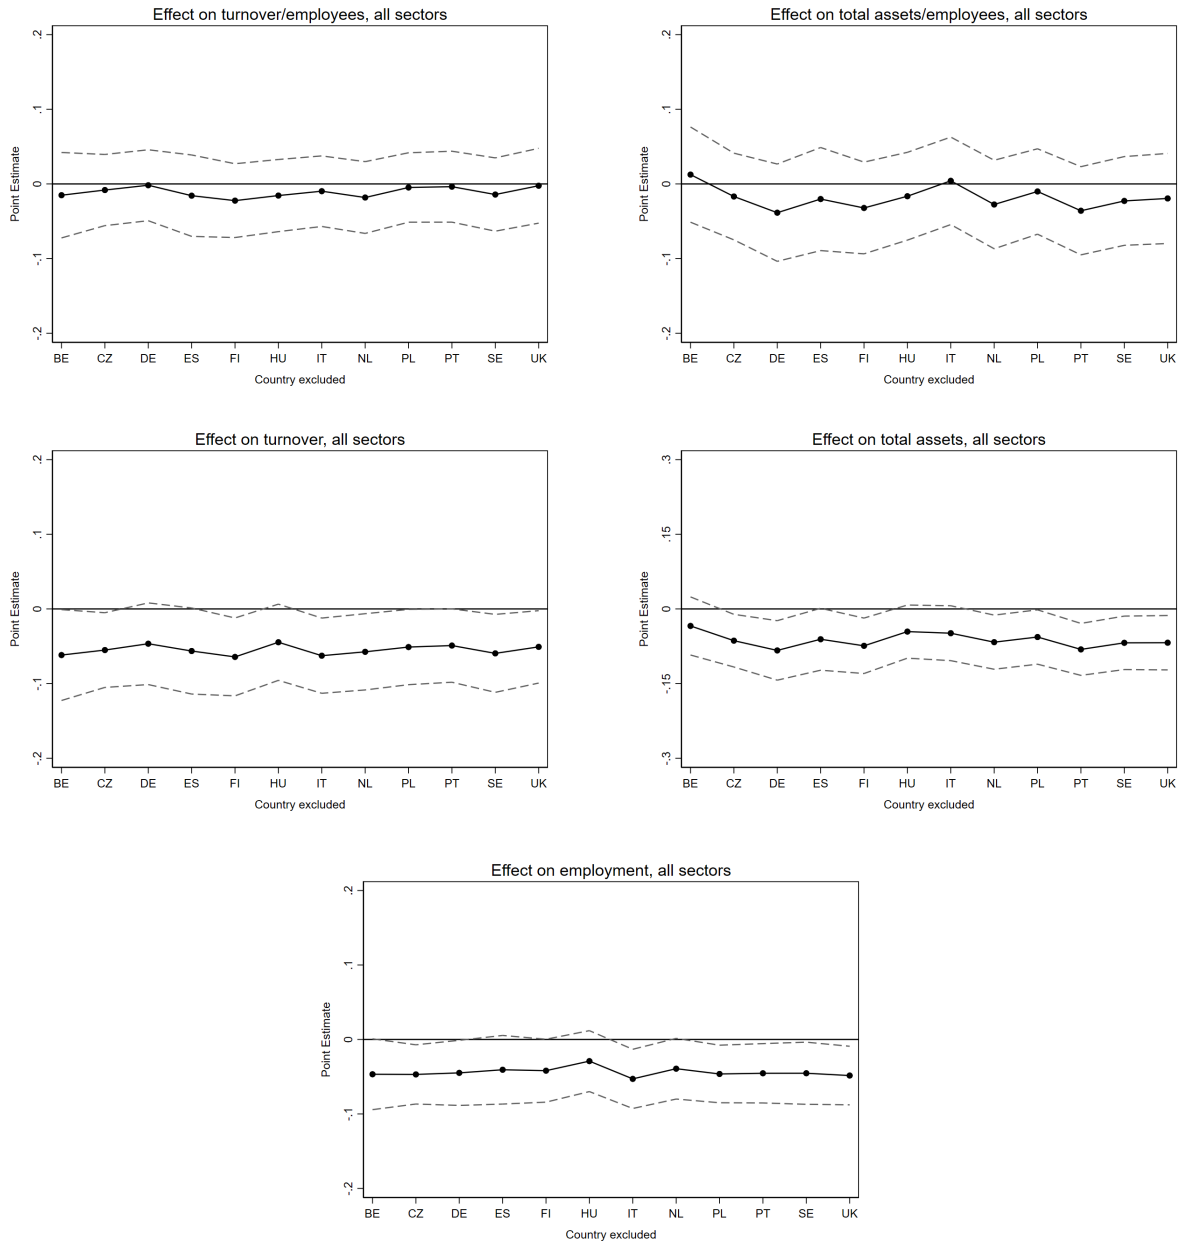 Effect on turnover/employees, all sectors
.2
.1
0
-.1
-.2
Point Estimate
BE CZ DE ES FI HU IT NL PL PT SE UK
Country excluded
Effect on total assets/employees, all sectors
.2
.1
0
-.1
-.2
Point Estimate
BE CZ DE ES FI HU IT NL PL PT SE UK
Country excluded
Effect on turnover, all sectors
.2
.1
0
-.1
-.2
Point Estimate
BE CZ DE ES FI HU IT NL PL PT SE UK
Country excluded
Effect on total assets, all sectors
.3
.15
0
-.15
-.3
Point Estimate
BE CZ DE ES FI HU IT NL PL PT SE UK
Country excluded
Effect on employment, all sectors
.2
.1
0
-.1
-.2
Point Estimate
BE CZ DE ES FI HU IT NL PL PT SE UK
Country excluded